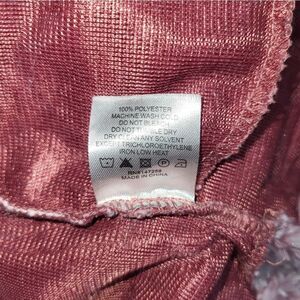 100% POLYESTER
MACHINE WASH COLD
DO NOT BLEACH
DO NOT TUMBLE DRY
DRY CLEAN ANY SOLVENT
EXCEPT TRICHLOROETHYLENE
IRON LOW HEAT
RN#147258
MADE IN CHINA